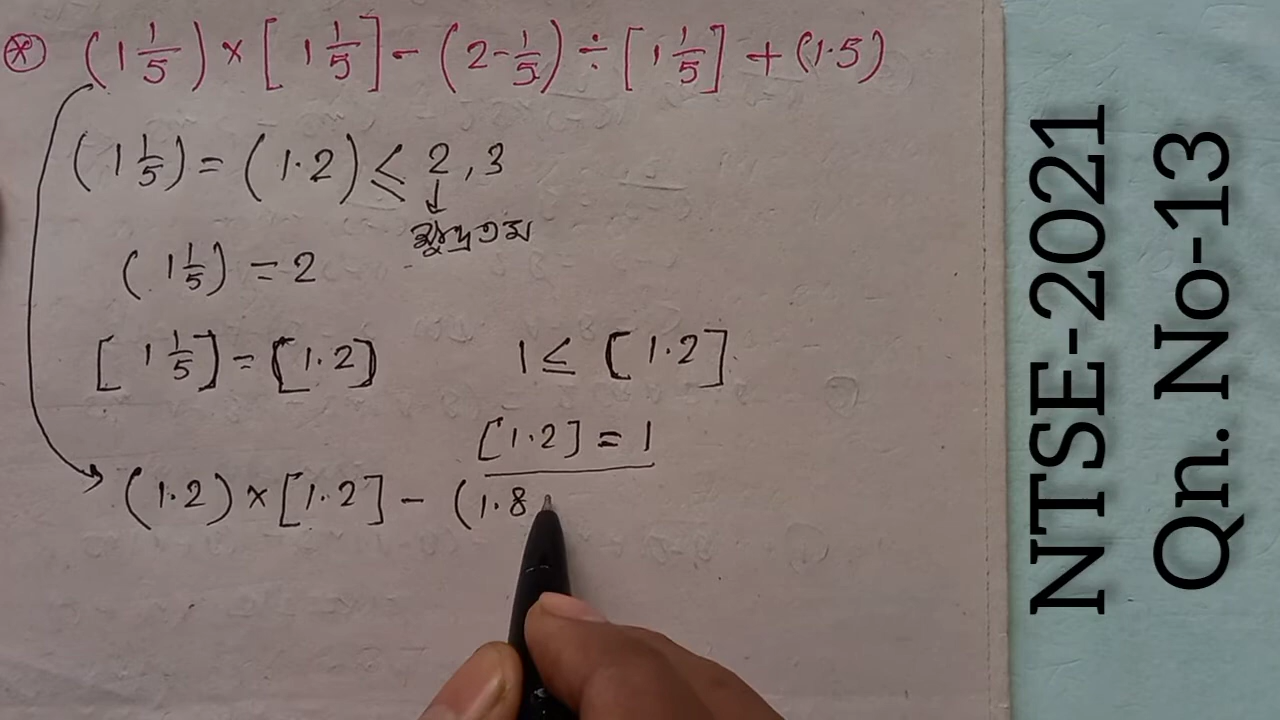 (1 1/5) × [1 1/5] - (2 - 1/5) ÷ [1 1/5] + (1.5)
(1 1/5) = (1.2) ≤ 2, 3
(1 1/5) = 2
[1 1/5] = [1.2] 1 ≤ [1.2]
[1.2] = 1
(1.2) × [1.2] - (1.8
NTSE-2021
Qn. No-13